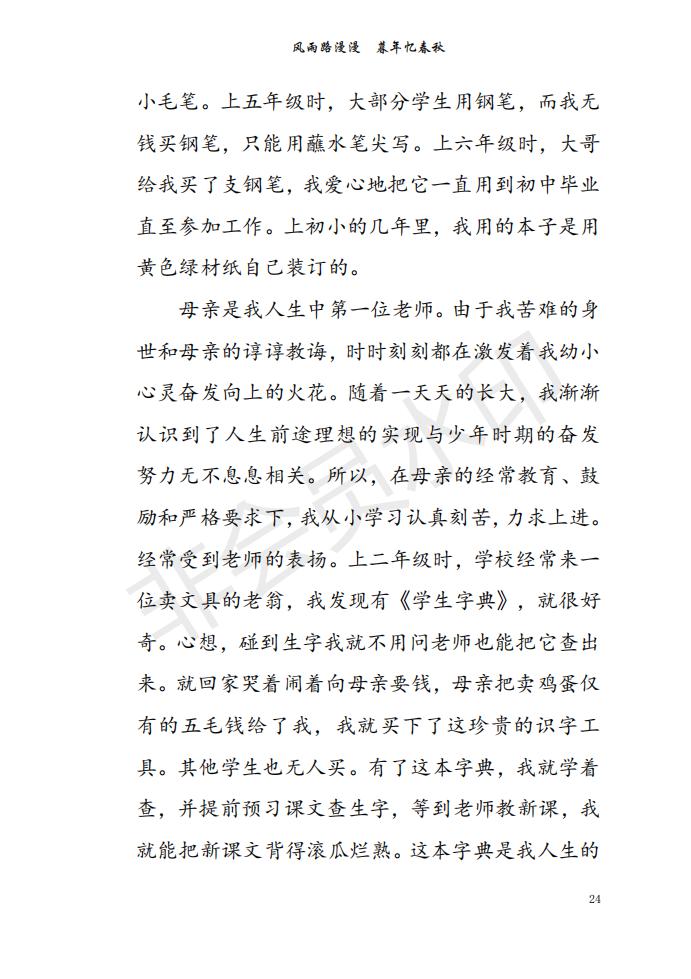 风雨路漫漫　暮年忆春秋
小毛笔。上五年级时，大部分学生用钢笔，而我无
钱买钢笔，只能用蘸水笔尖写。上六年级时，大哥
给我买了支钢笔，我爱心地把它一直用到初中毕业
直至参加工作。上初小的几年里，我用的本子是用
黄色绿材纸自己装订的。
母亲是我人生中第一位老师。由于我苦难的身
世和母亲的谆谆教诲，时时刻刻都在激发着我幼小
心灵奋发向上的火花。随着一天天的长大，我渐渐
认识到了人生前途理想的实现与少年时期的奋发
努力无不息息相关。所以，在母亲的经常教育、鼓
励和严格要求下，我从小学习认真刻苦，力求上进。
经常受到老师的表扬。上二年级时，学校经常来一
位卖文具的老翁，我发现有《学生字典》，就很好
奇。心想，碰到生字我就不用问老师也能把它查出
来。就回家哭着闹着向母亲要钱，母亲把卖鸡蛋仅
有的五毛钱给了我，我就买下了这珍贵的识字工
具。其他学生也无人买。有了这本字典，我就学着
查，并提前预习课文查生字，等到老师教新课，我
就能把新课文背得滚瓜烂熟。这本字典是我人生的
非会员水印
24